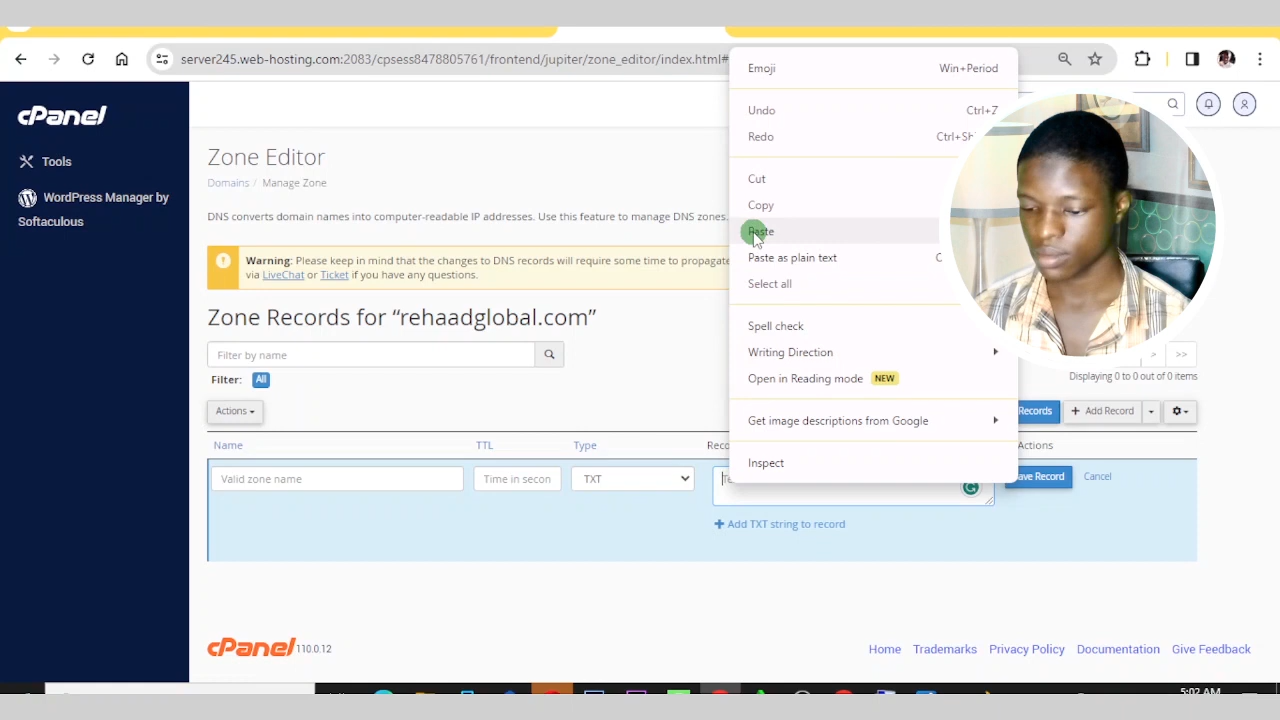 server245.web-hosting.com:2083/cpsess8478805761/frontend/jupiter/zone_editor/index.html#
cPanel
Tools
WordPress Manager by
Softaculous
Zone Editor
Domains / Manage Zone
DNS converts domain names into computer-readable IP addresses. Use this feature to manage DNS zones.
Warning: Please keep in mind that the changes to DNS records will require some time to propagate
via LiveChat or Ticket if you have any questions.
Zone Records for “rehaadglobal.com”
Filter by name
Filter: All
> >>
Displaying 0 to 0 out of 0 items
Actions
Records
+ Add Record
Name TTL Type Actions
Valid zone name
Time in secon
TXT
Record
Cancel
+ Add TXT string to record
Emoji Win+Period
Undo Ctrl+Z
Redo
Cut
Copy
Paste
Paste as plain text
Select all
Spell check
Writing Direction
Open in Reading mode NEW
Get image descriptions from Google
Inspect
cPanel 110.0.12
Home Trademarks Privacy Policy Documentation Give Feedback
5:02 AM